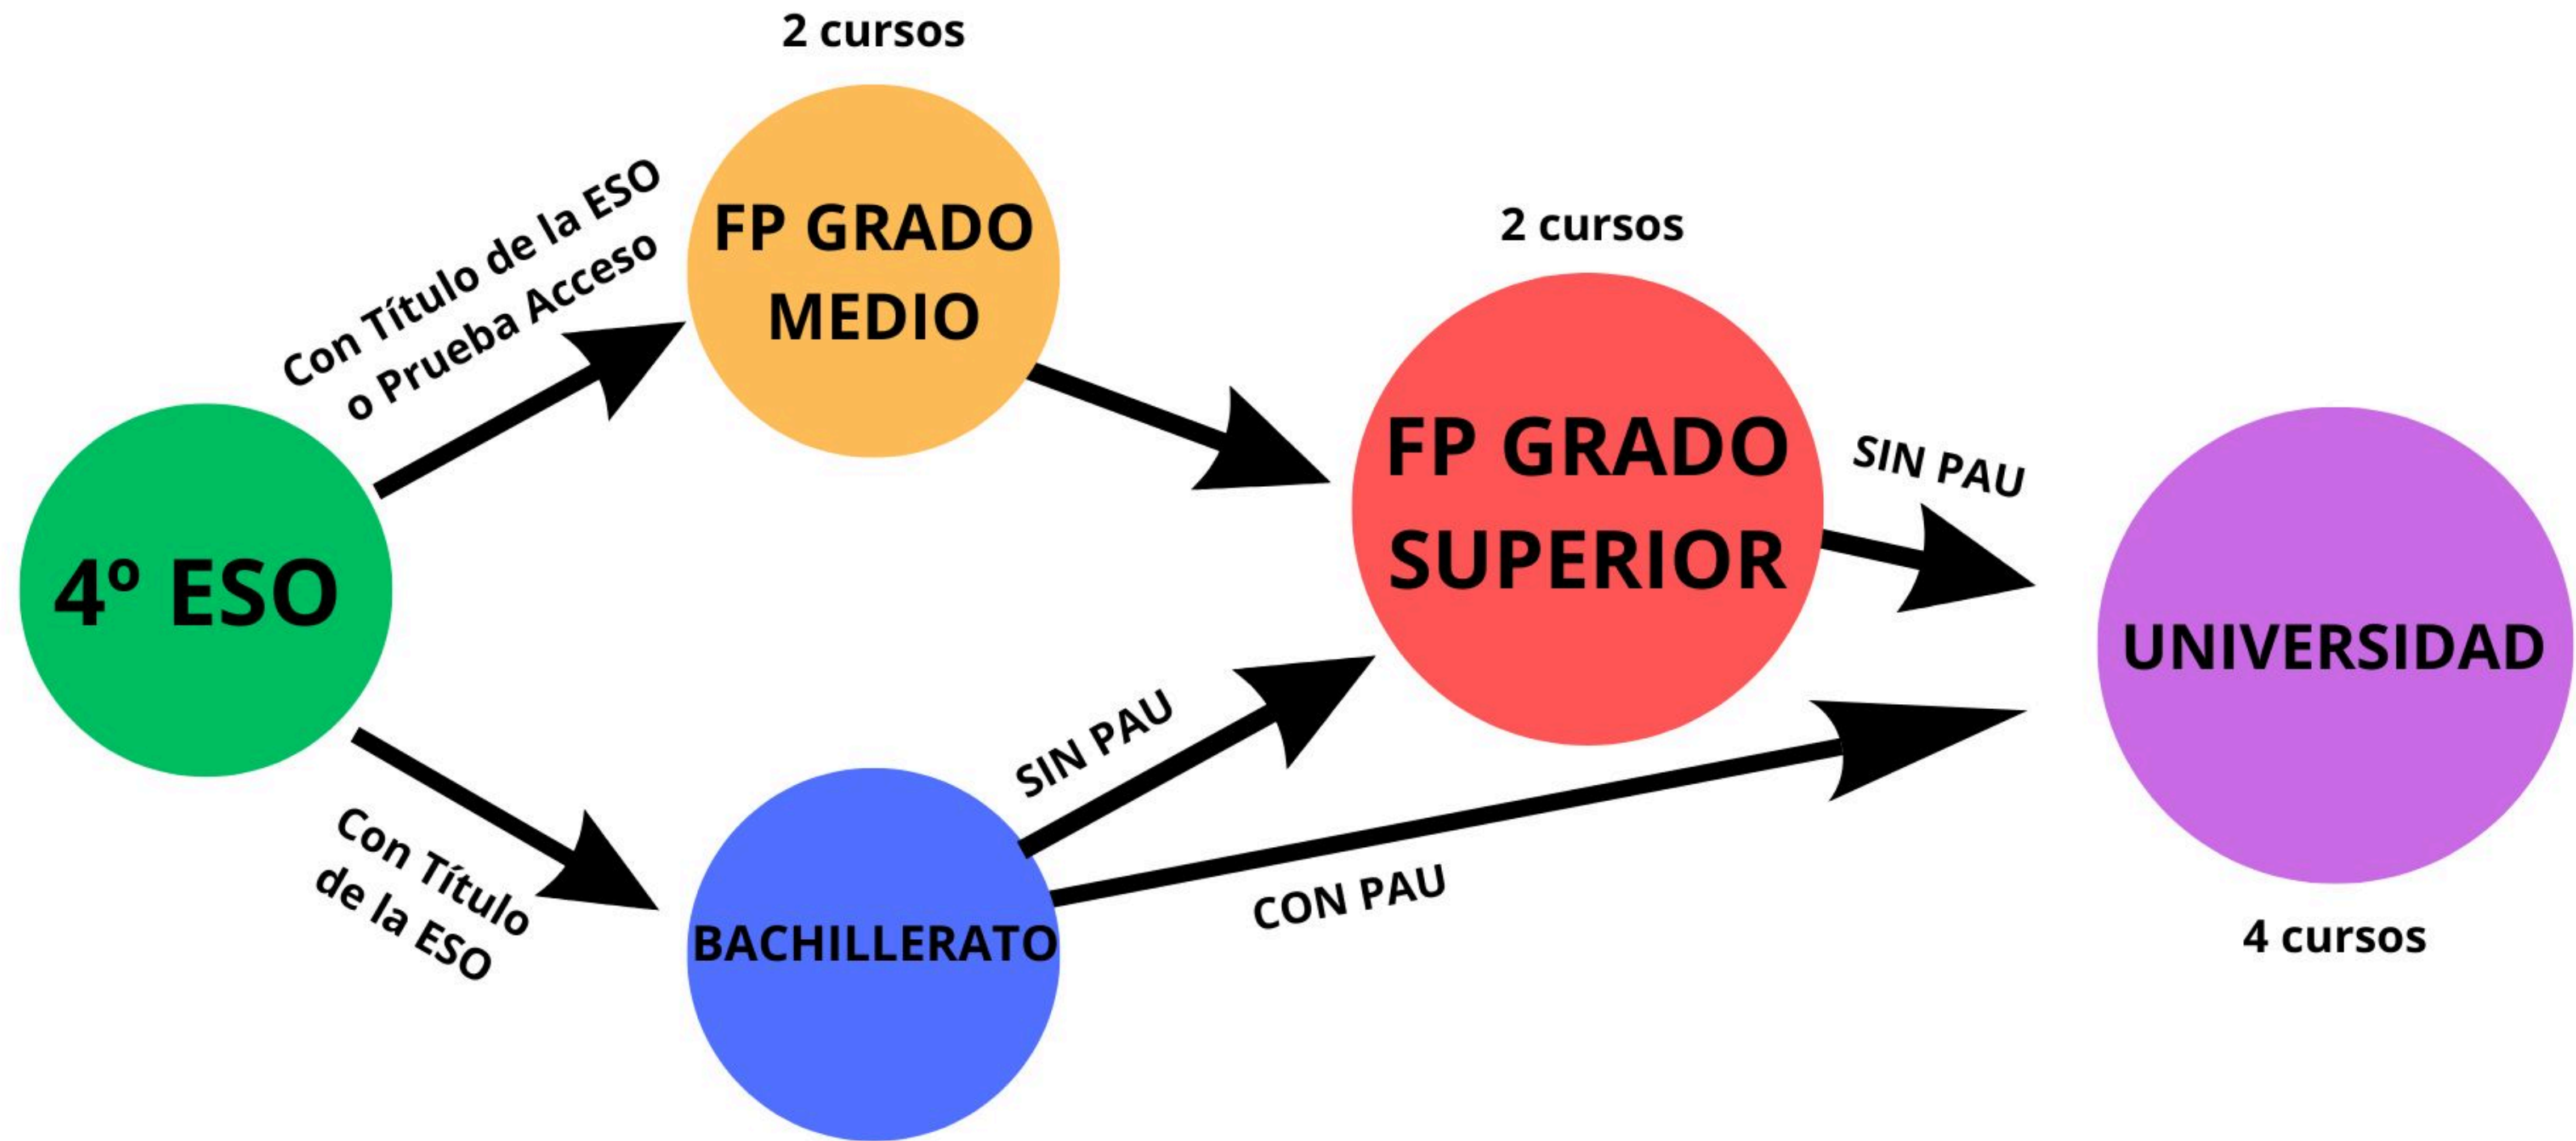 2 cursos
Con Título de la ESO
o Prueba Acceso
FP GRADO
MEDIO
2 cursos
4º ESO
FP GRADO
SUPERIOR
SIN PAU
UNIVERSIDAD
4 cursos
Con Título
de la ESO
BACHILLERATO
SIN PAU
CON PAU